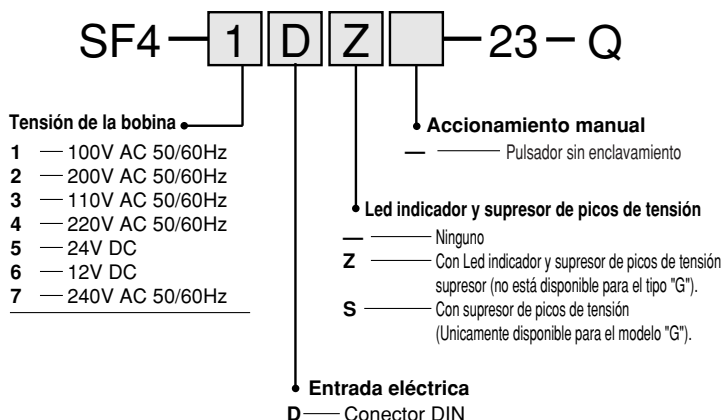 SF4 — 1 D Z — 23 — Q
Tensión de la bobina
1 — 100V AC 50/60Hz
2 — 200V AC 50/60Hz
3 — 110V AC 50/60Hz
4 — 220V AC 50/60Hz
5 — 24V DC
6 — 12V DC
7 — 240V AC 50/60Hz
Accionamiento manual
— — Pulsador sin enclavamiento
Led indicador y supresor de picos de tensión
— — Ninguno
Z — Con Led indicador y supresor de picos de tensión
supresor (no está disponible para el tipo "G").
S — Con supresor de picos de tensión
(Unicamente disponible para el modelo "G").
Entrada eléctrica
D — Conector DIN